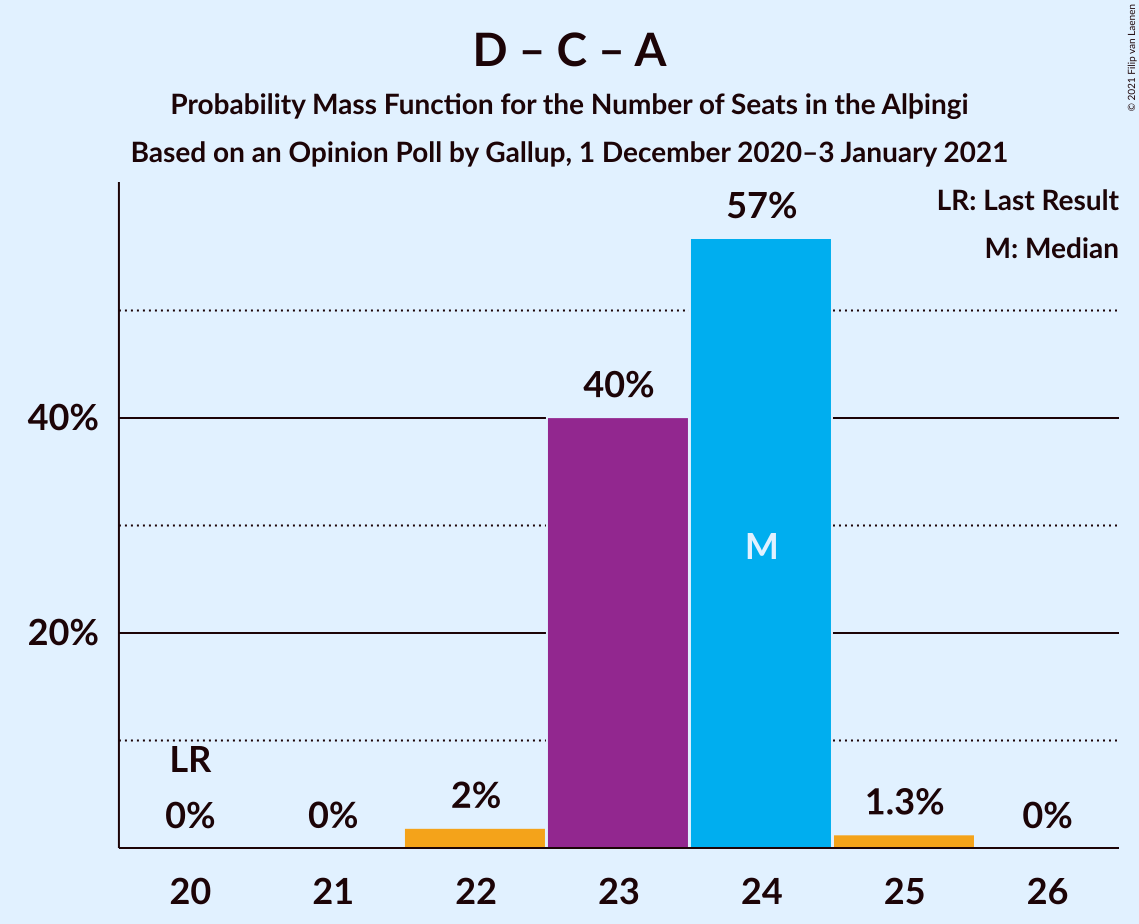 D – C – A
Probability Mass Function for the Number of Seats in the Alþingi
Based on an Opinion Poll by Gallup, 1 December 2020–3 January 2021
© 2021 Filip van Laenen
LR: Last Result
M: Median
57%
40%
40%
M
20%
LR
0%
0%
2%
1.3%
0%
20
21
22
23
24
25
26